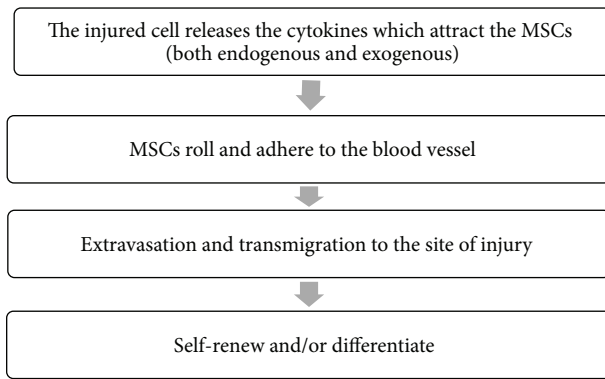 The injured cell releases the cytokines which attract the MSCs
(both endogenous and exogenous)
MSCs roll and adhere to the blood vessel
Extravasation and transmigration to the site of injury
Self-renew and/or differentiate